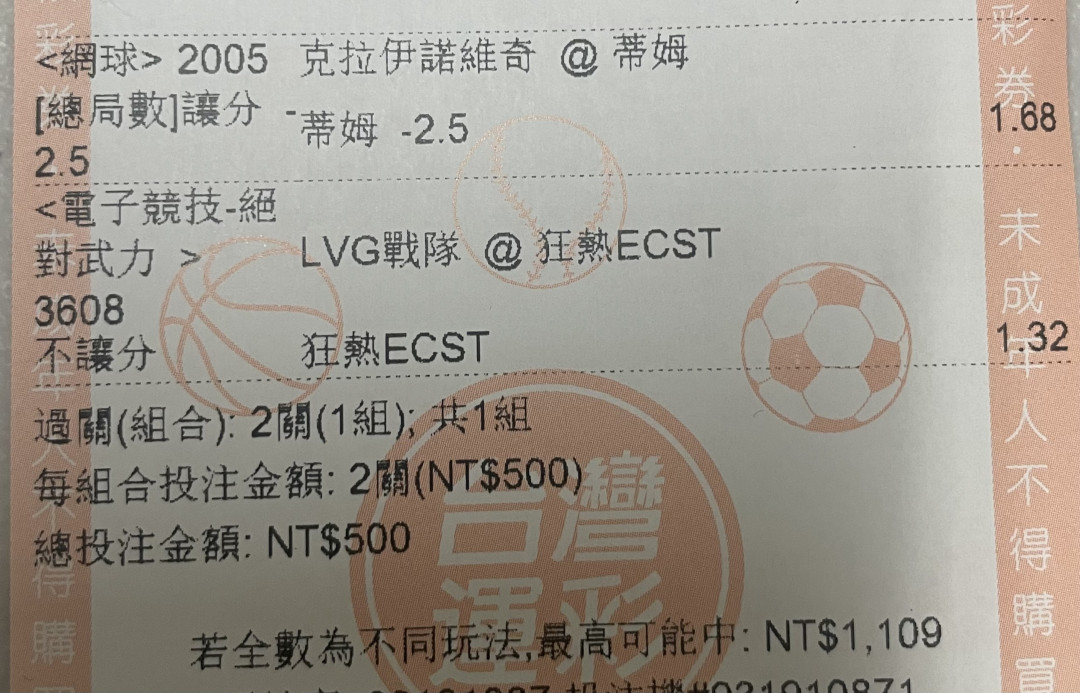 <網球> 2005 克拉伊諾維奇 @ 蒂姆
[總局數]讓分 - 蒂姆 -2.5 1.68
2.5
<電子競技-絕
對武力 > LVG戰隊 @ 狂熱ECST
3608
不讓分 狂熱ECST 1.32
過關(組合): 2關(1組); 共1組
每組合投注金額: 2關(NT$500)
總投注金額: NT$500
若全數為不同玩法,最高可能中: NT$1,109
投注機#031910871
台灣
運彩
彩券．未成年人不得購買